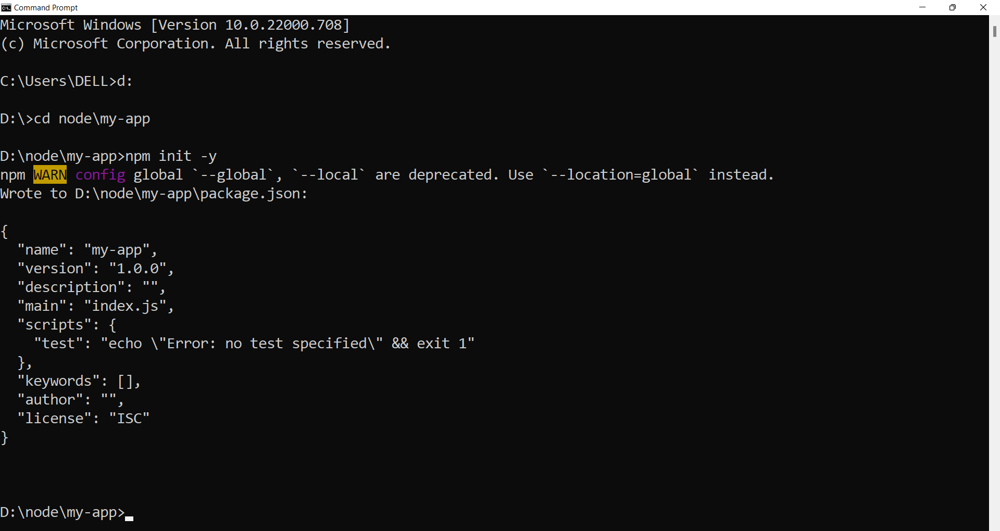 Command Prompt
Microsoft Windows [Version 10.0.22000.708]
(c) Microsoft Corporation. All rights reserved.
C:\Users\DELL>d:
D:\>cd node\my-app
D:\node\my-app>npm init -y
npm WARN config global `--global`, `--local` are deprecated. Use `--location=global` instead.
Wrote to D:\node\my-app\package.json:
{
  "name": "my-app",
  "version": "1.0.0",
  "description": "",
  "main": "index.js",
  "scripts": {
    "test": "echo \"Error: no test specified\" && exit 1"
  },
  "keywords": [],
  "author": "",
  "license": "ISC"
}
D:\node\my-app>